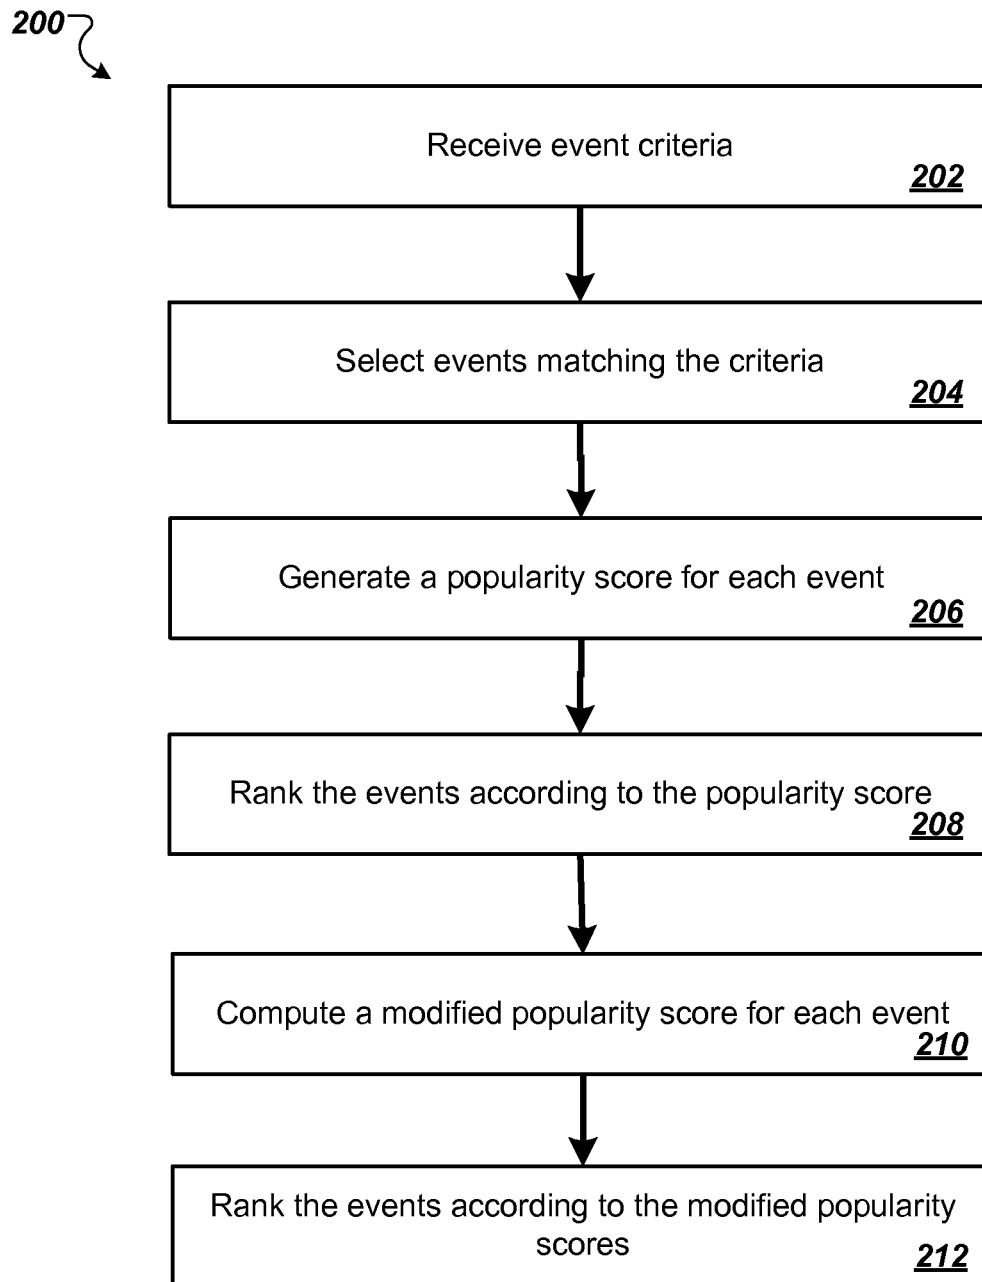 200
Receive event criteria
202
Select events matching the criteria
204
Generate a popularity score for each event
206
Rank the events according to the popularity score
208
Compute a modified popularity score for each event
210
Rank the events according to the modified popularity
scores
212